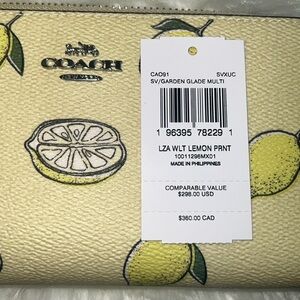 COACH
CAO91 SVXUC
SV/GARDEN GLADE MULTI
1 96395 78229 1
LZA WLT LEMON PRNT
10011296MX01
MADE IN PHILIPPINES
COMPARABLE VALUE
$298.00 USD
$360.00 CAD